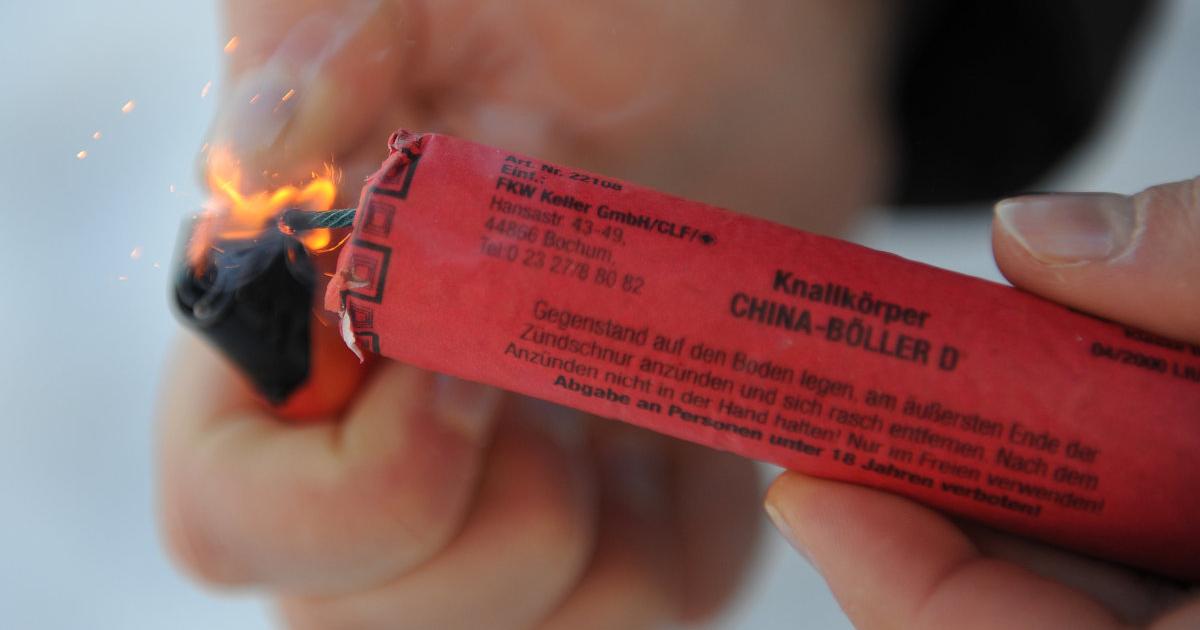 Art. Nr. 22108
Einf.:
FKW Keller GmbH/CLF/
Hansastr. 43-49,
44866 Bochum,
Tel.0 23 27/8 80 82
Knallkörper
CHINA-BÖLLER D
04/2000
Gegenstand auf den Boden legen, am äußersten Ende der
Zündschnur anzünden und sich rasch entfernen. Nach dem
Anzünden nicht in der Hand halten! Nur im Freien verwenden!
Abgabe an Personen unter 18 Jahren verboten!